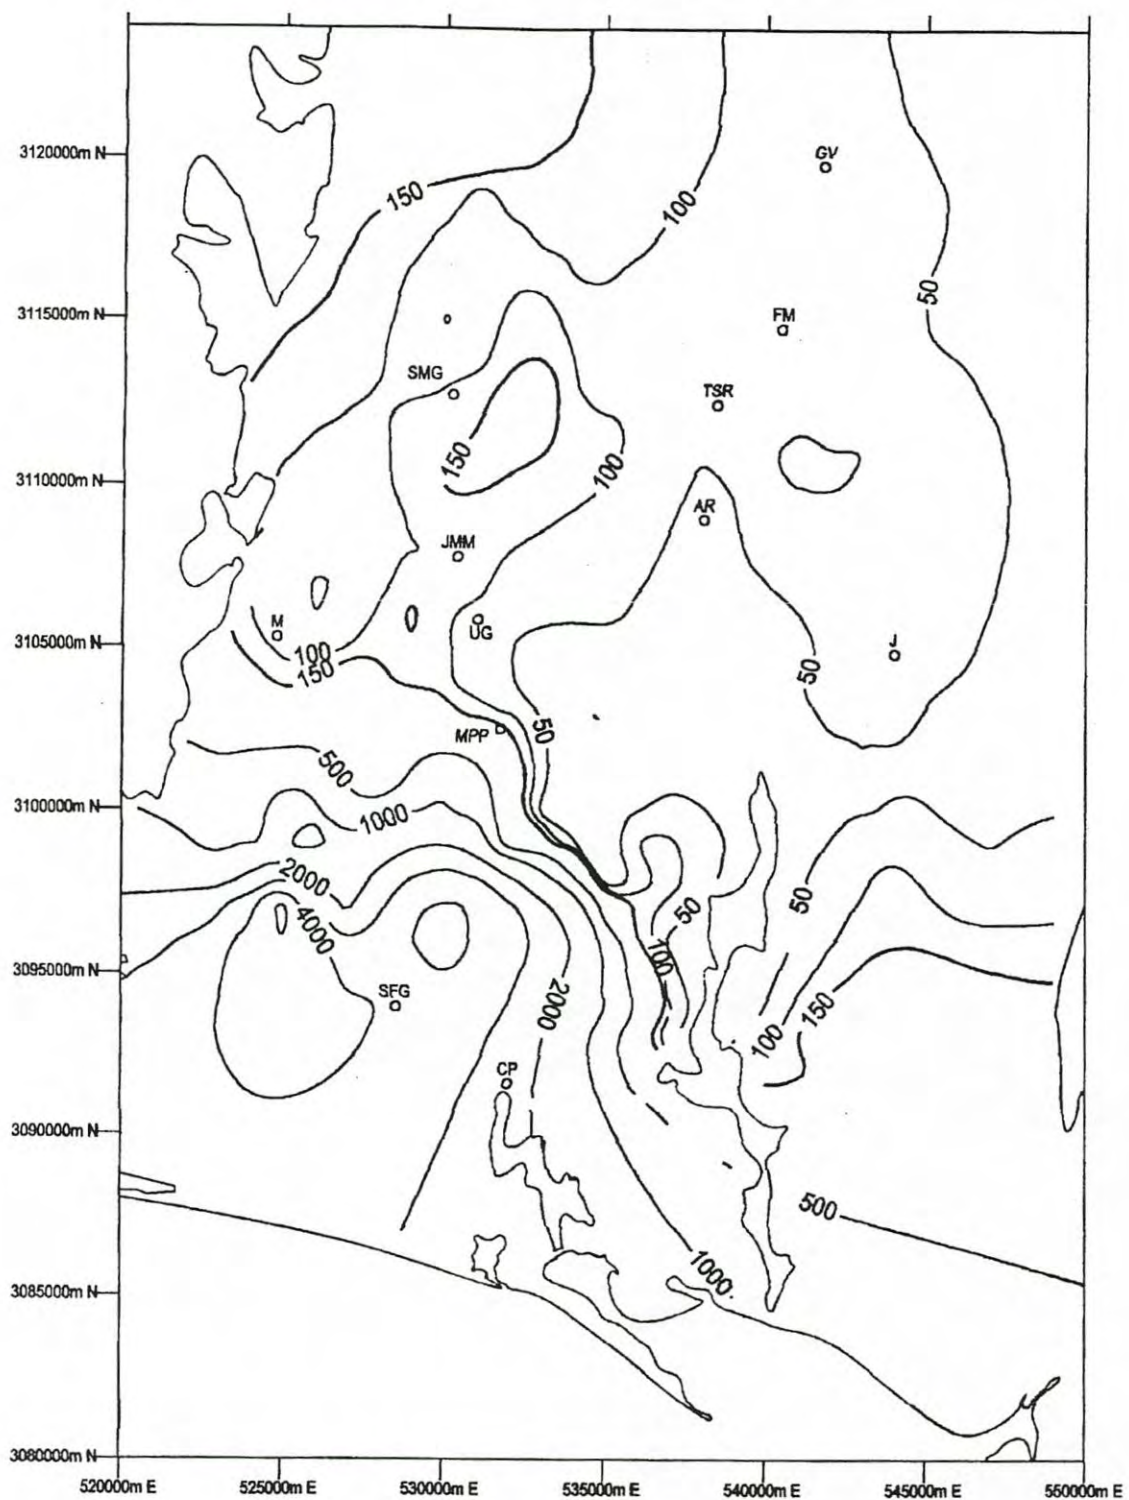 3120000m N
GV
150
100
50
3115000m N
FM
SMG
TSR
150
100
3110000m N
AR
JMM
M
UG
3105000m N
100
J
150
50
MPP
50
500
3100000m N
1000
2000
50
4000
50
100
3095000m N
SFG
2000
150
100
CP
3090000m N
500
1000
3085000m N
3080000m N
520000m E
525000m E
530000m E
535000m E
540000m E
545000m E
550000m E